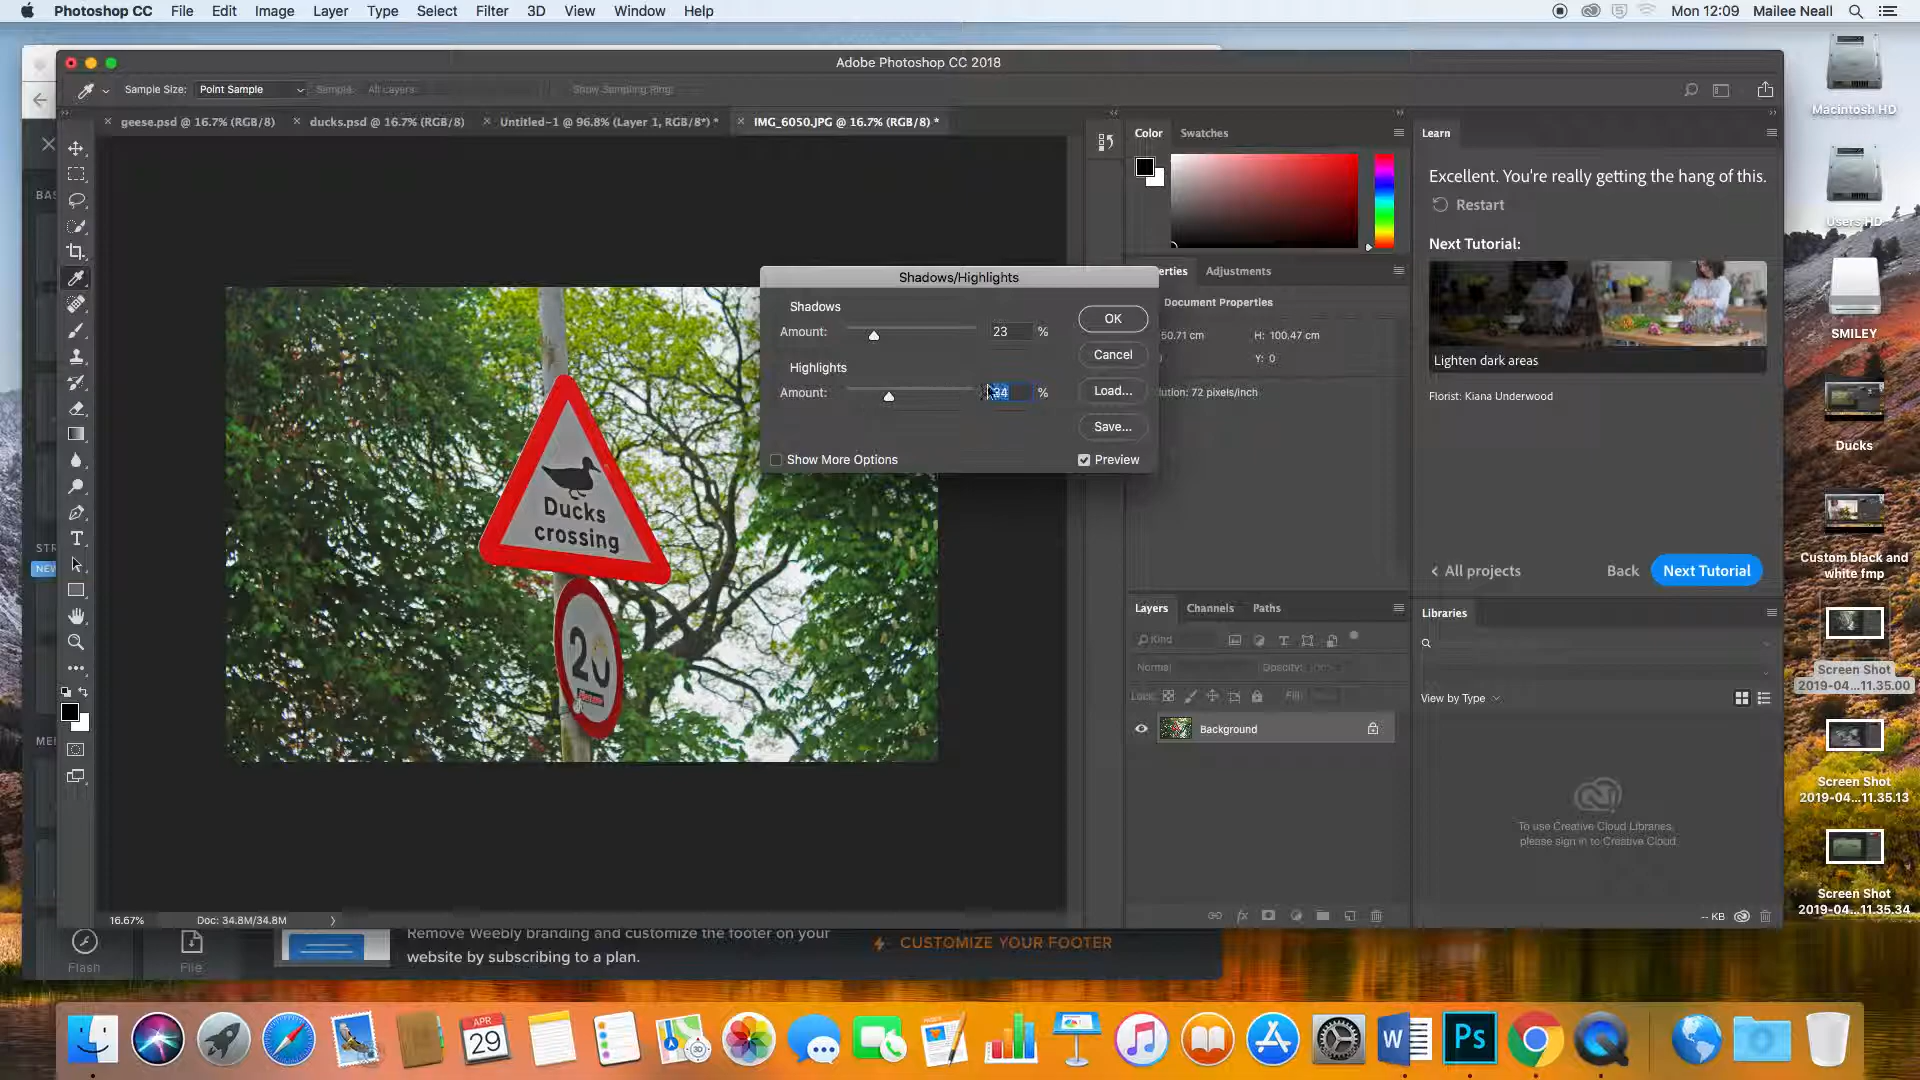 Photoshop CC File Edit Image Layer Type Select Filter 3D View Window Help
Mon 12:09 Mailee Neall
Adobe Photoshop CC 2018
Sample Size: Point Sample Sample: All Layers Show Sampling Ring
geese.psd @ 16.7% (RGB/8)
ducks.psd @ 16.7% (RGB/8)
Untitled-1 @ 96.8% (Layer 1, RGB/8*) *
IMG_6050.JPG @ 16.7% (RGB/8) *
BAS
STR
NEW
ME
Ducks
crossing
20
16.67% Doc: 34.8M/34.8M
Shadows/Highlights
Shadows
Amount: 23 %
Highlights
Amount: 34 %
Show More Options
OK
Cancel
Load...
Save...
Preview
Color Swatches
erties Adjustments
Document Properties
50.71 cm H: 100.47 cm
Y: 0
lution: 72 pixels/inch
Layers Channels Paths
Kind
Normal Opacity:
Lock: Fill:
Background
Learn
Excellent. You're really getting the hang of this.
Restart
Next Tutorial:
Lighten dark areas
Florist: Kiana Underwood
All projects Back Next Tutorial
Libraries
View by Type
To use Creative Cloud Libraries,
please sign in to Creative Cloud
-- KB
Macintosh HD
Users HD
SMILEY
Ducks
Custom black and
white fmp
Screen Shot
2019-04...11.35.00
Screen Shot
2019-04...11.35.13
Screen Shot
2019-04...11.35.34
Flash
File
Remove Weebly branding and customize the footer on your
website by subscribing to a plan.
CUSTOMIZE YOUR FOOTER
APR
29
Ps